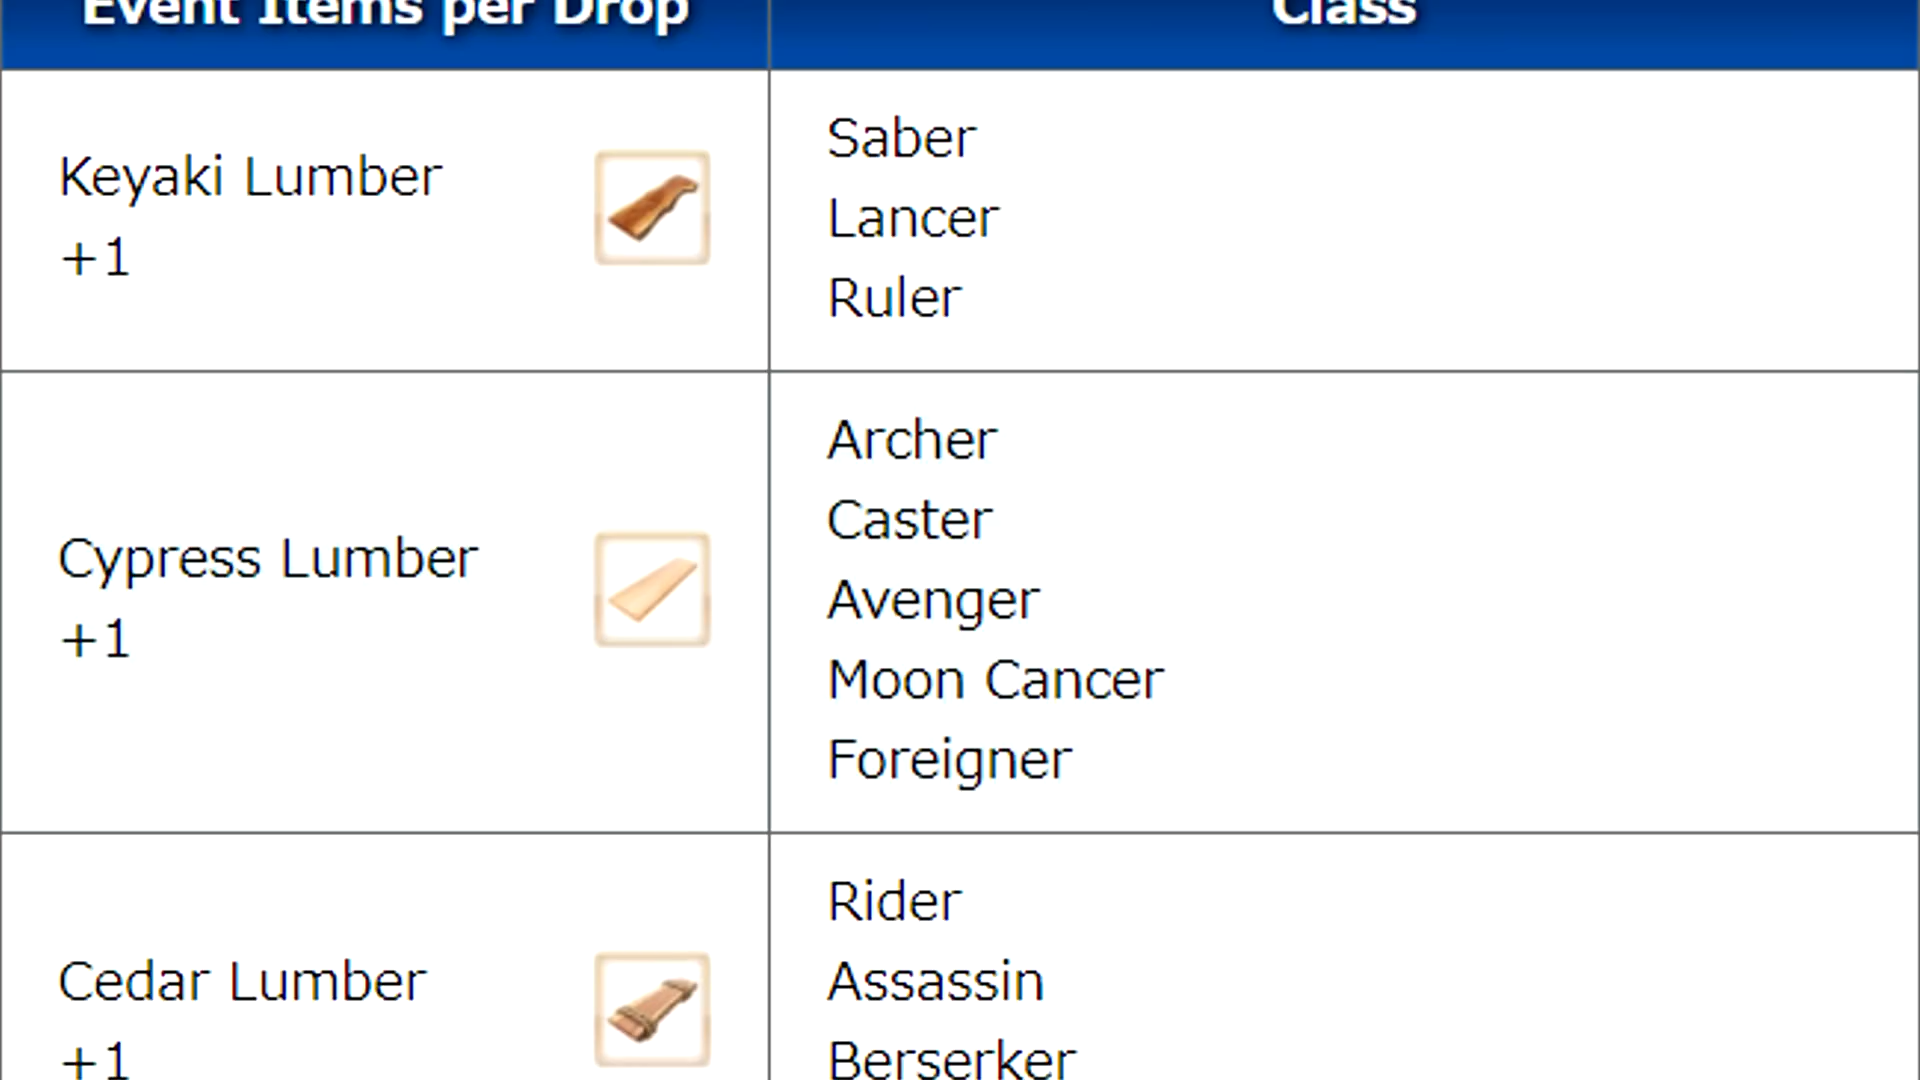 Event Items per Drop
Class
Keyaki Lumber
+1
Saber
Lancer
Ruler
Cypress Lumber
+1
Archer
Caster
Avenger
Moon Cancer
Foreigner
Cedar Lumber
+1
Rider
Assassin
Berserker